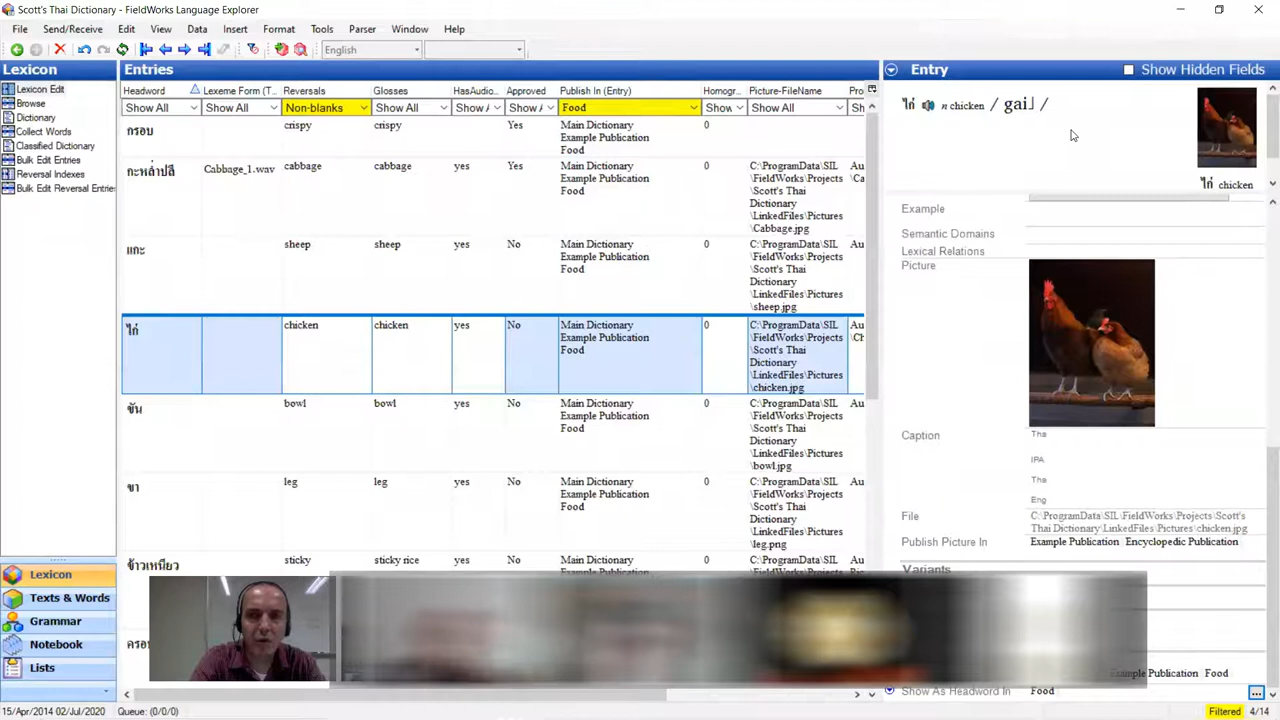 Scott's Thai Dictionary - FieldWorks Language Explorer
File Send/Receive Edit View Data Insert Format Tools Parser Window Help
English
Lexicon
Lexicon Edit
Browse
Dictionary
Collect Words
Classified Dictionary
Bulk Edit Entries
Reversal Indexes
Bulk Edit Reversal Entrie
Lexicon
Texts & Words
Grammar
Notebook
Lists
Entries
Headword Lexeme Form (T... Reversals Glosses HasAudio... Approved Publish In (Entry) Homogr... Picture-FileName Pro
Show All Show All Non-blanks Show All Show A Show A Food Show Show All Sho
กรอบ crispy crispy Yes Main Dictionary 0
Example Publication
Food
กะหล่ำปลี Cabbage_1.wav cabbage cabbage yes Yes Main Dictionary 0 C:\ProgramData\SIL Au
Example Publication \FieldWorks\Projects \Ca
Food \Scott's Thai
Dictionary
\LinkedFiles\Pictures
\Cabbage.jpg
แกะ sheep sheep yes No Main Dictionary 0 C:\ProgramData\SIL Au
Example Publication \FieldWorks\Projects
Food \Scott's Thai
Dictionary
\LinkedFiles\Pictures
\sheep.jpg
ไก่ chicken chicken yes No Main Dictionary 0 C:\ProgramData\SIL Au
Example Publication \FieldWorks\Projects \Ch
Food \Scott's Thai
Dictionary
\LinkedFiles\Pictures
\chicken.jpg
ขัน bowl bowl yes No Main Dictionary 0 C:\ProgramData\SIL Au
Example Publication \FieldWorks\Projects
Food \Scott's Thai
Dictionary
\LinkedFiles\Pictures
\bowl.jpg
ขา leg leg yes No Main Dictionary 0 C:\ProgramData\SIL Au
Example Publication \FieldWorks\Projects
Food \Scott's Thai
Dictionary
\LinkedFiles\Pictures
\leg.png
ข้าวเหนียว sticky sticky rice yes No Main Dictionary 0 C:\ProgramData\SIL
Entry Show Hidden Fields
ไก่ n chicken / gai˩ /
ไก่ chicken
Example
Semantic Domains
Lexical Relations
Picture
Caption Tha
IPA
Tha
Eng
File C:\ProgramData\SIL\FieldWorks\Projects\Scott's
Thai Dictionary\LinkedFiles\Pictures\chicken.jpg
Publish Picture In Example Publication Encyclopedic Publication
Variants
Example Publication Food
Show As Headword In Food
15/Apr/2014 02/Jul/2020 Queue: (0/0/0) Filtered 4/14